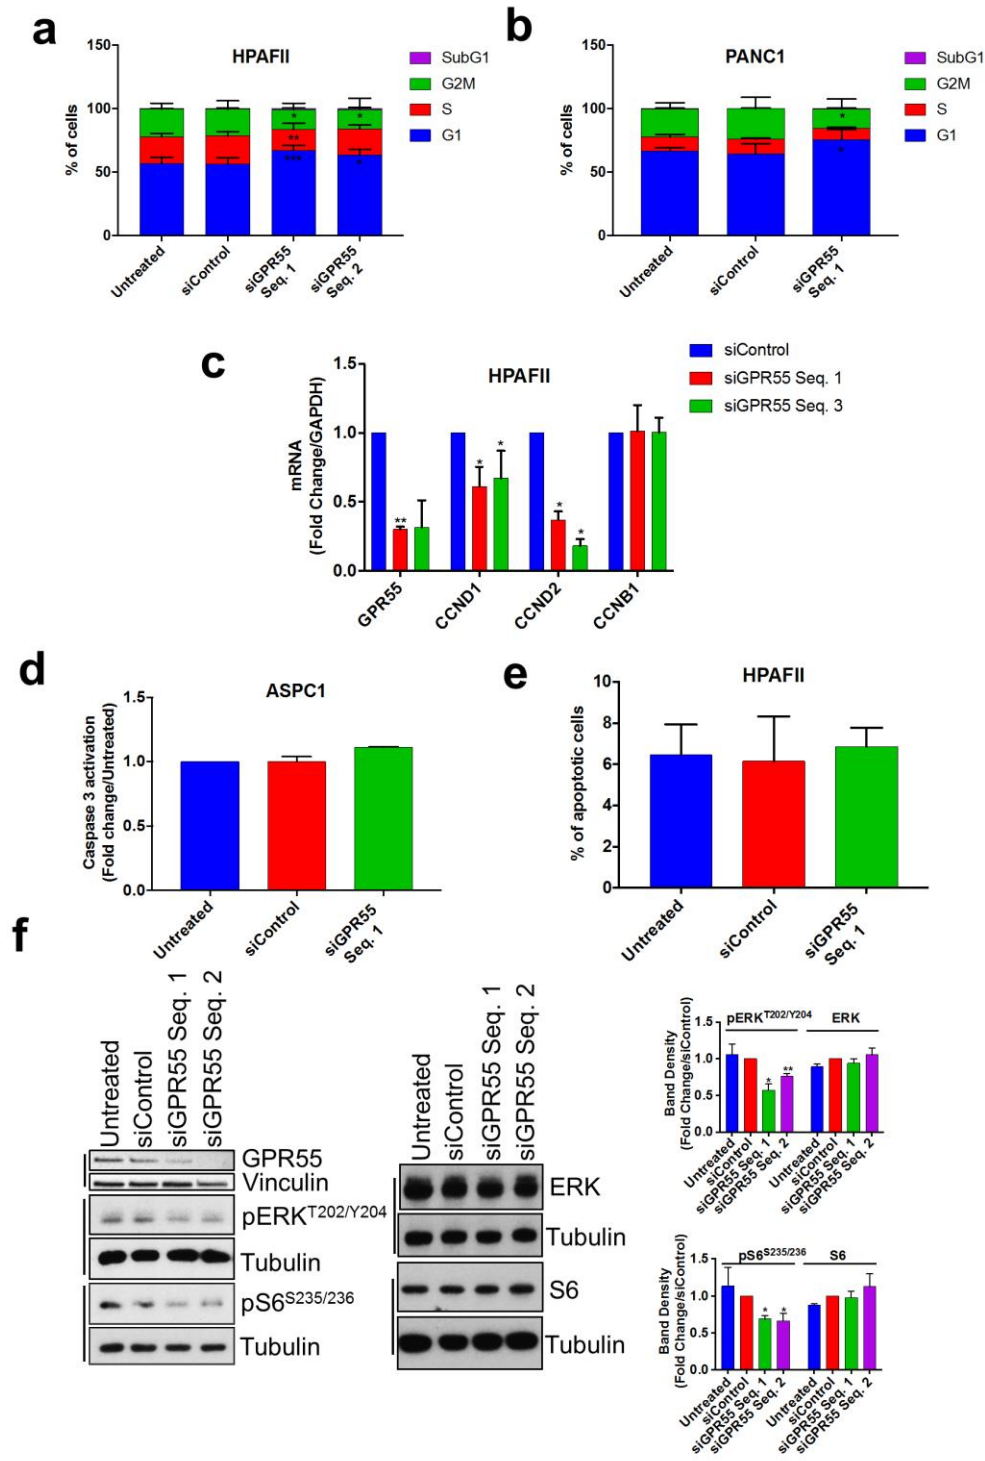 a
HPAFII
% of cells
150
100
50
0
* * ** *** *
Untreated
siControl
siGPR55
Seq. 1
siGPR55
Seq. 2
SubG1
G2M
S
G1
b
PANC1
% of cells
150
100
50
0
* *
Untreated
siControl
siGPR55
Seq. 1
SubG1
G2M
S
G1
c
HPAFII
mRNA
(Fold Change/GAPDH)
1.5
1.0
0.5
0.0
** * * * *
GPR55
CCND1
CCND2
CCNB1
siControl
siGPR55 Seq. 1
siGPR55 Seq. 3
d
ASPC1
Caspase 3 activation
(Fold change/Untreated)
1.5
1.0
0.5
0.0
Untreated
siControl
siGPR55
Seq. 1
e
HPAFII
% of apoptotic cells
10
8
6
4
2
0
Untreated
siControl
siGPR55
Seq. 1
f
Untreated
siControl
siGPR55 Seq. 1
siGPR55 Seq. 2
GPR55
Vinculin
pERKT202/Y204
Tubulin
pS6S235/236
Tubulin
Untreated
siControl
siGPR55 Seq. 1
siGPR55 Seq. 2
ERK
Tubulin
S6
Tubulin
pERKT202/Y204 ERK
Band Density
(Fold Change/siControl)
1.5
1.0
0.5
0.0
* **
Untreated
siControl
siGPR55 Seq. 1
siGPR55 Seq. 2
Untreated
siControl
siGPR55 Seq. 1
siGPR55 Seq. 2
pS6S235/236 S6
Band Density
(Fold Change/siControl)
1.5
1.0
0.5
0.0
* *
Untreated
siControl
siGPR55 Seq. 1
siGPR55 Seq. 2
Untreated
siControl
siGPR55 Seq. 1
siGPR55 Seq. 2